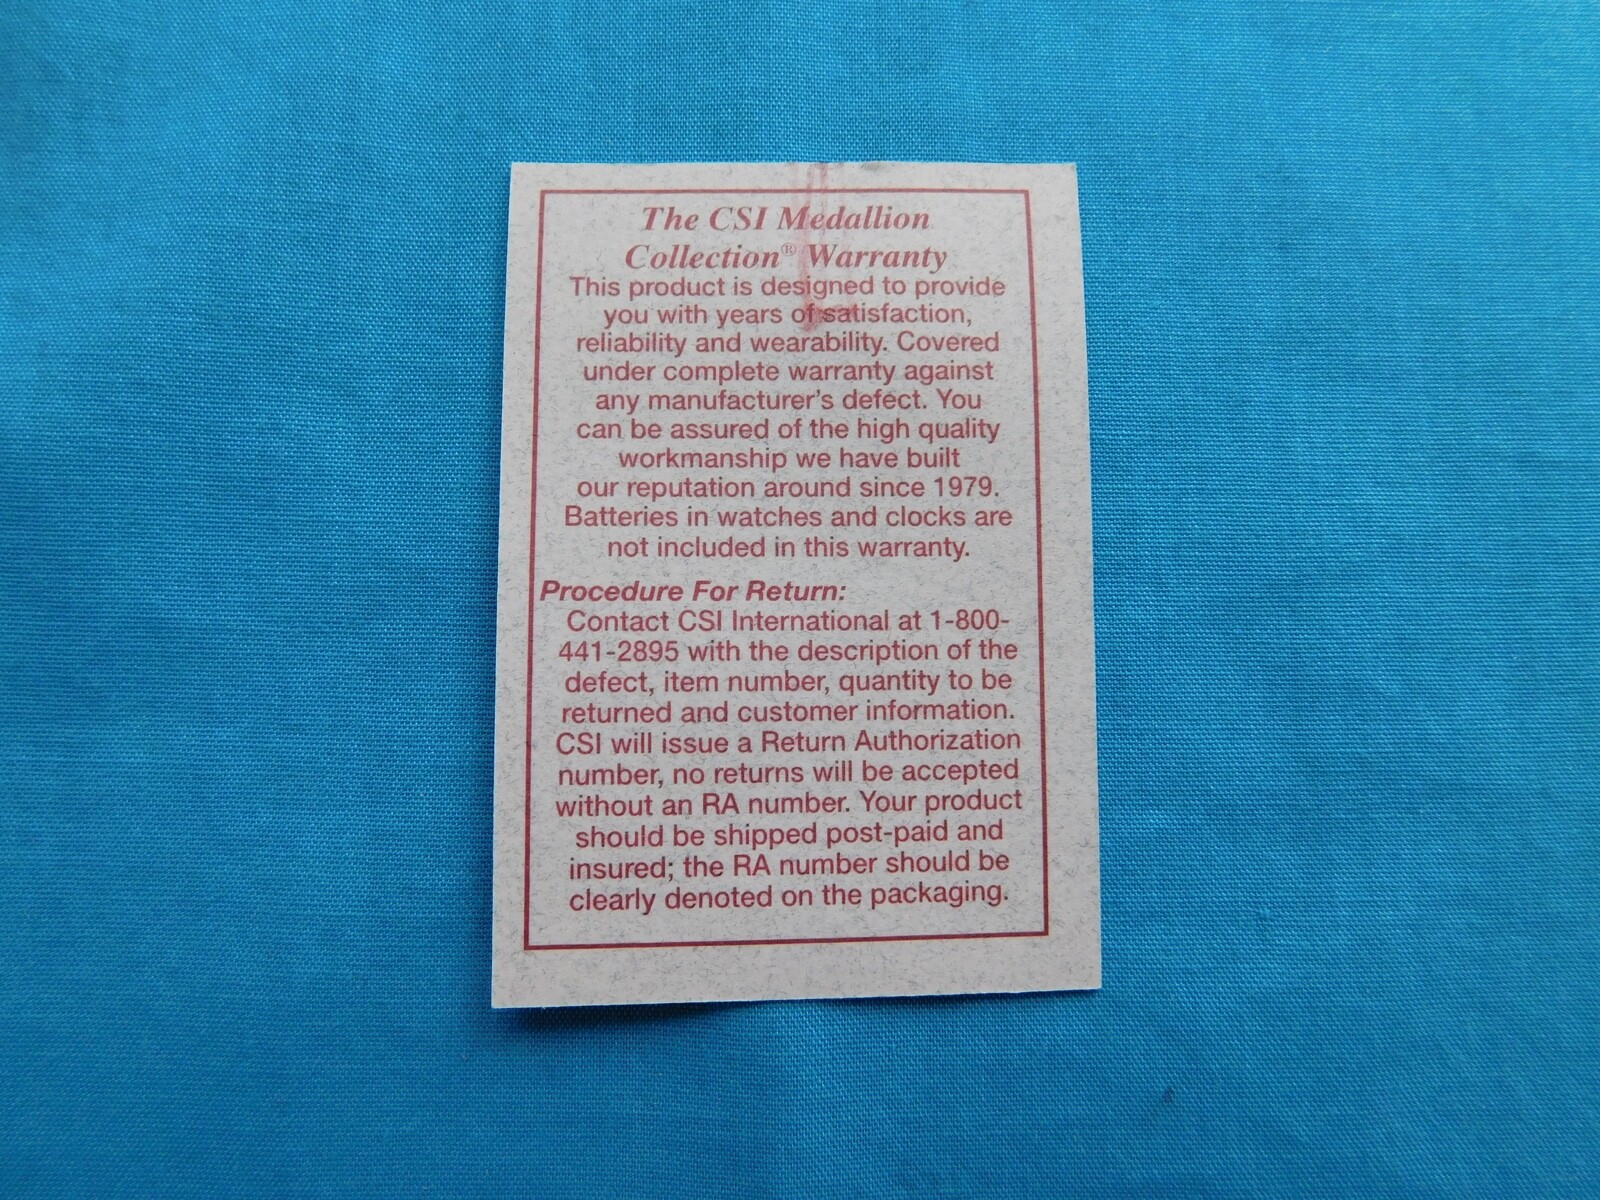 The CSI Medallion
Collection® Warranty
This product is designed to provide
you with years of satisfaction,
reliability and wearability. Covered
under complete warranty against
any manufacturer's defect. You
can be assured of the high quality
workmanship we have built
our reputation around since 1979.
Batteries in watches and clocks are
not included in this warranty.
Procedure For Return:
Contact CSI International at 1-800-
441-2895 with the description of the
defect, item number, quantity to be
returned and customer information.
CSI will issue a Return Authorization
number, no returns will be accepted
without an RA number. Your product
should be shipped post-paid and
insured; the RA number should be
clearly denoted on the packaging.